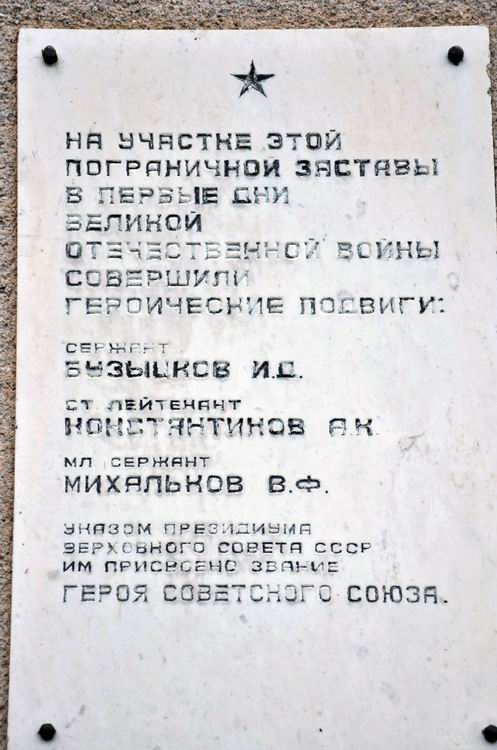 НА УЧАСТКЕ ЭТОЙ
ПОГРАНИЧНОЙ ЗАСТАВЫ
В ПЕРВЫЕ ДНИ
ВЕЛИКОЙ
ОТЕЧЕСТВЕННОЙ ВОЙНЫ
СОВЕРШИЛИ
ГЕРОИЧЕСКИЕ ПОДВИГИ:
СЕРЖАНТ
БУЗЫЦКОВ И.Д.
СТ. ЛЕЙТЕНАНТ
КОНСТАНТИНОВ А.К.
МЛ. СЕРЖАНТ
МИХАЛЬКОВ В.Ф.
УКАЗОМ ПРЕЗИДИУМА
ВЕРХОВНОГО СОВЕТА СССР
ИМ ПРИСВОЕНО ЗВАНИЕ
ГЕРОЯ СОВЕТСКОГО СОЮЗА.